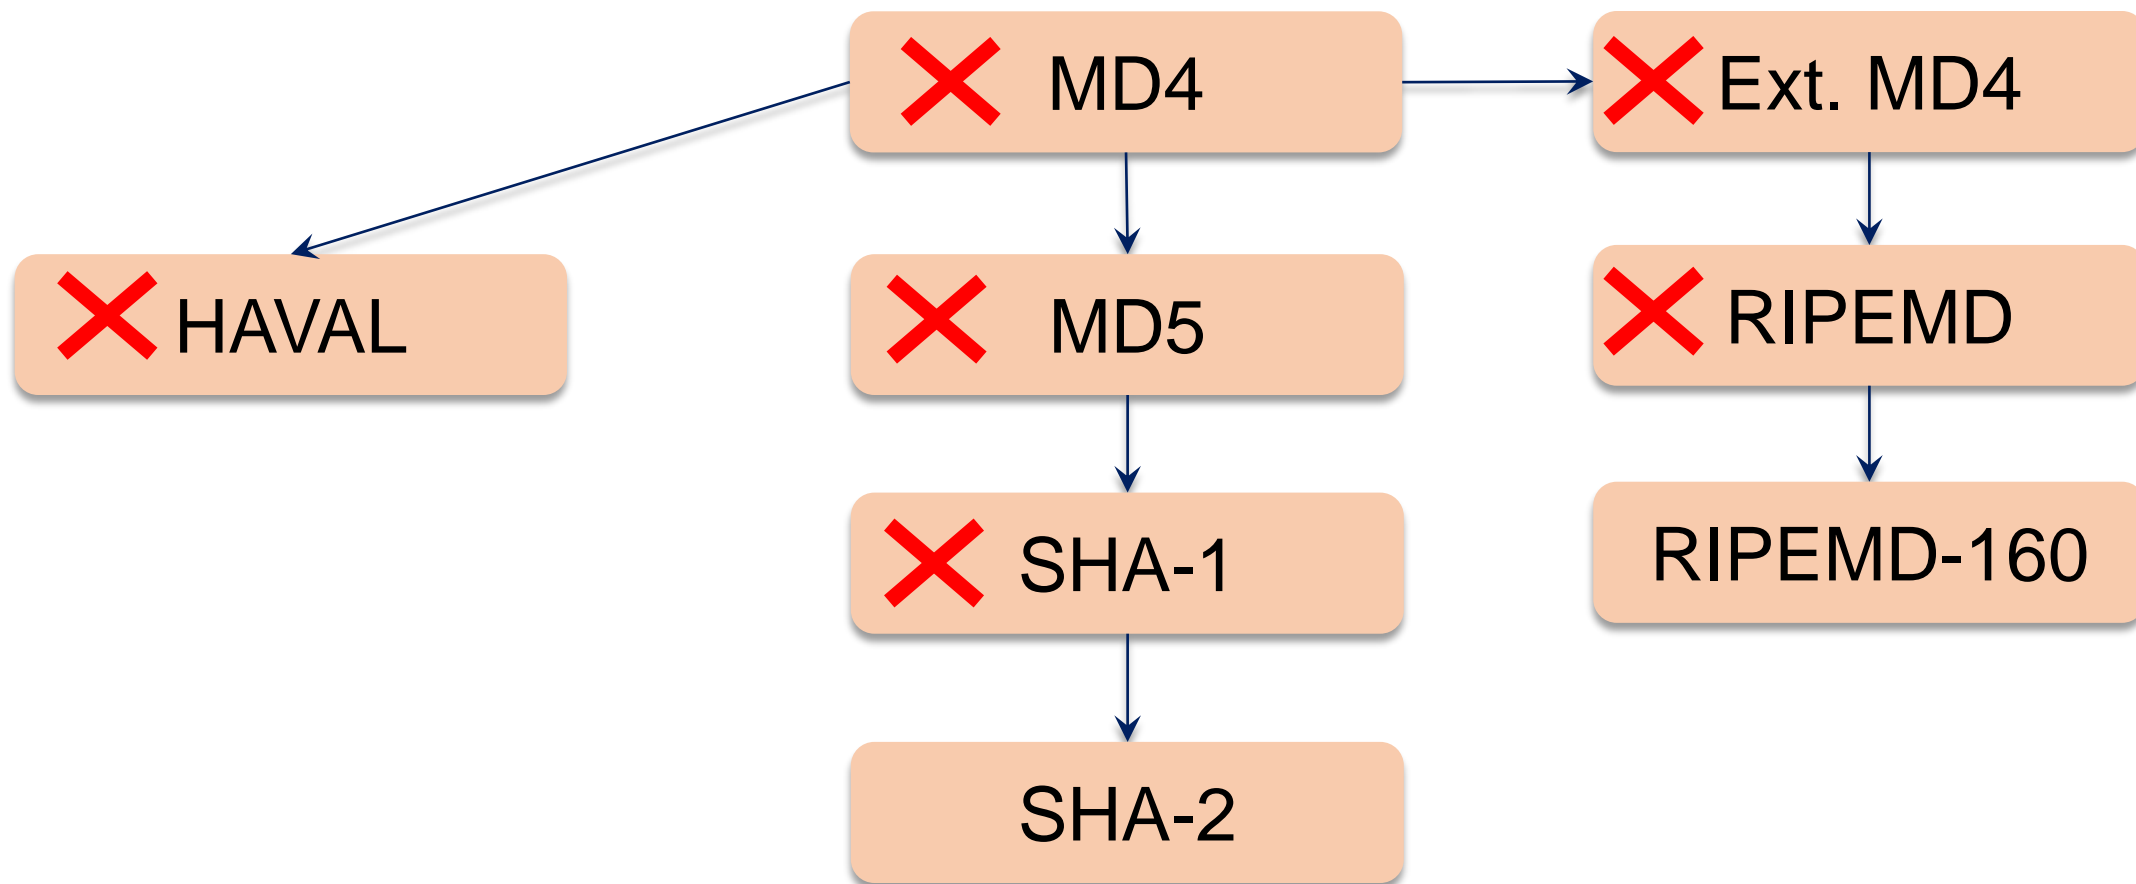 MD4
Ext. MD4
HAVAL
MD5
RIPEMD
SHA-1
RIPEMD-160
SHA-2